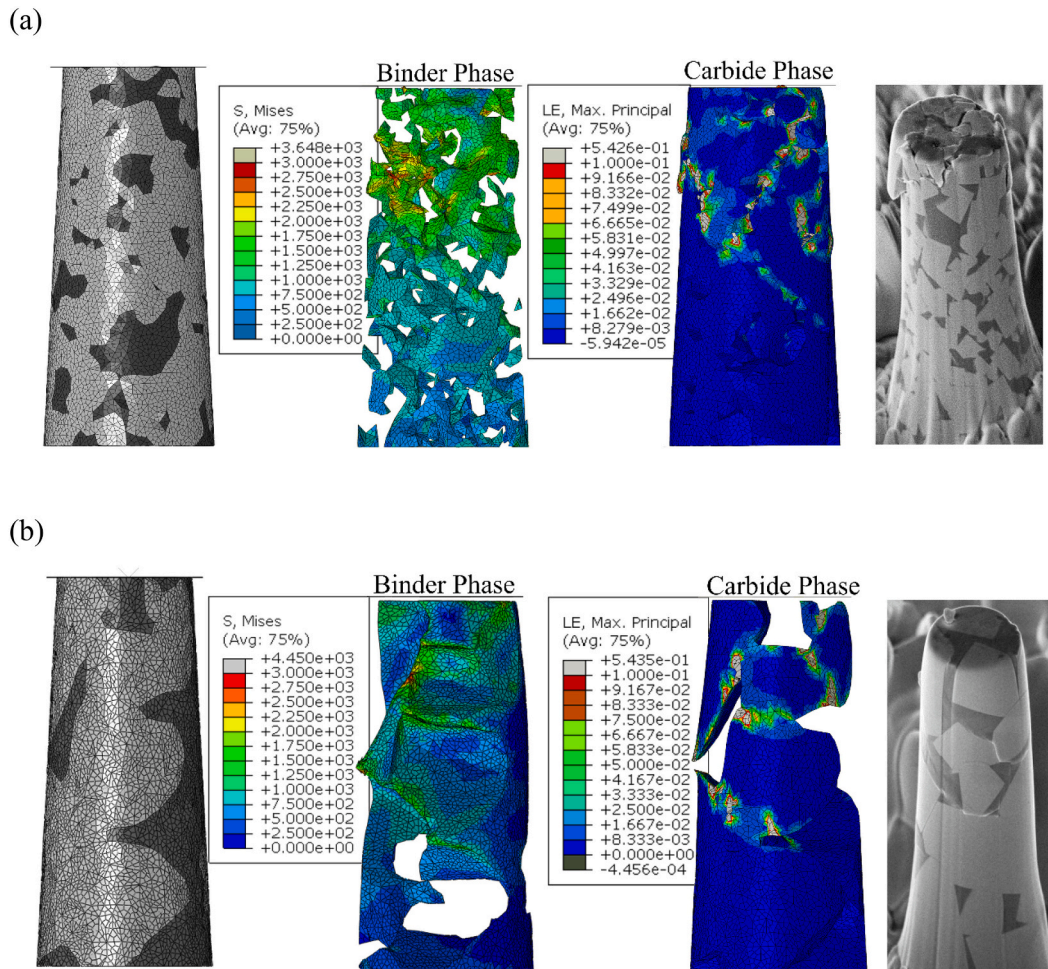 (a)
Binder Phase
Carbide Phase
S, Mises
(Avg: 75%)
+3.648e+03
+3.000e+03
+2.750e+03
+2.500e+03
+2.250e+03
+2.000e+03
+1.750e+03
+1.500e+03
+1.250e+03
+1.000e+03
+7.500e+02
+5.000e+02
+2.500e+02
+0.000e+00
LE, Max. Principal
(Avg: 75%)
+5.426e-01
+1.000e-01
+9.166e-02
+8.332e-02
+7.499e-02
+6.665e-02
+5.831e-02
+4.997e-02
+4.163e-02
+3.329e-02
+2.496e-02
+1.662e-02
+8.279e-03
-5.942e-05
(b)
Binder Phase
Carbide Phase
S, Mises
(Avg: 75%)
+4.450e+03
+3.000e+03
+2.750e+03
+2.500e+03
+2.250e+03
+2.000e+03
+1.750e+03
+1.500e+03
+1.250e+03
+1.000e+03
+7.500e+02
+5.000e+02
+2.500e+02
+0.000e+00
LE, Max. Principal
(Avg: 75%)
+5.435e-01
+1.000e-01
+9.167e-02
+8.333e-02
+7.500e-02
+6.667e-02
+5.833e-02
+5.000e-02
+4.167e-02
+3.333e-02
+2.500e-02
+1.667e-02
+8.333e-03
+0.000e+00
-4.456e-04